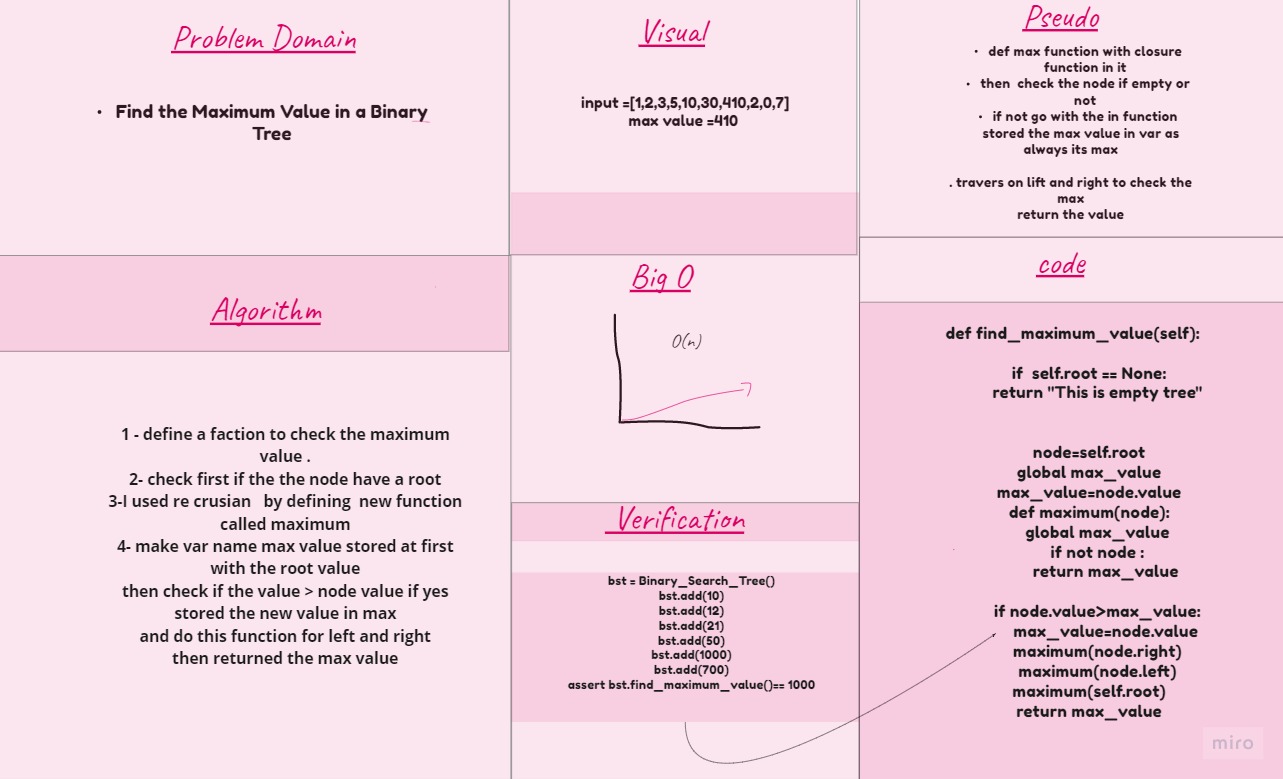 Problem Domain
• Find the Maximum Value in a Binary
Tree
Visual
input =[1,2,3,5,10,30,410,2,0,7]
max value =410
Pseudo
• def max function with closure
function in it
• then check the node if empty or
not
• if not go with the in function
stored the max value in var as
always its max
. travers on lift and right to check the
max
return the value
Algorithm
1 - define a faction to check the maximum
value .
2- check first if the the node have a root
3-I used re crusian by defining new function
called maximum
4- make var name max value stored at first
with the root value
then check if the value > node value if yes
stored the new value in max
and do this function for left and right
then returned the max value
Big O
O(n)
Verification
bst = Binary_Search_Tree()
bst.add(10)
bst.add(12)
bst.add(21)
bst.add(50)
bst.add(1000)
bst.add(700)
assert bst.find_maximum_value()== 1000
code
def find_maximum_value(self):
if self.root == None:
return "This is empty tree"
node=self.root
global max_value
max_value=node.value
def maximum(node):
global max_value
if not node :
return max_value
if node.value>max_value:
max_value=node.value
maximum(node.right)
maximum(node.left)
maximum(self.root)
return max_value
miro